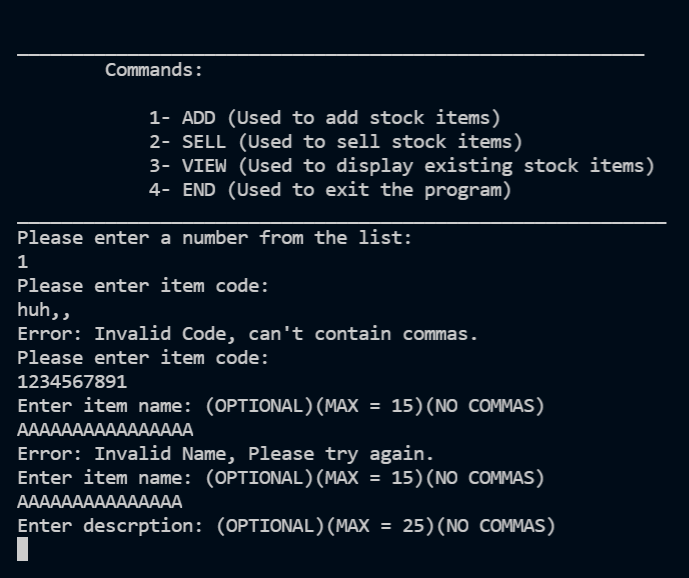 Commands:
1- ADD (Used to add stock items)
2- SELL (Used to sell stock items)
3- VIEW (Used to display existing stock items)
4- END (Used to exit the program)
Please enter a number from the list:
1
Please enter item code:
huh,,
Error: Invalid Code, can't contain commas.
Please enter item code:
1234567891
Enter item name: (OPTIONAL)(MAX = 15)(NO COMMAS)
AAAAAAAAAAAAAAAA
Error: Invalid Name, Please try again.
Enter item name: (OPTIONAL)(MAX = 15)(NO COMMAS)
AAAAAAAAAAAAAAA
Enter descrption: (OPTIONAL)(MAX = 25)(NO COMMAS)